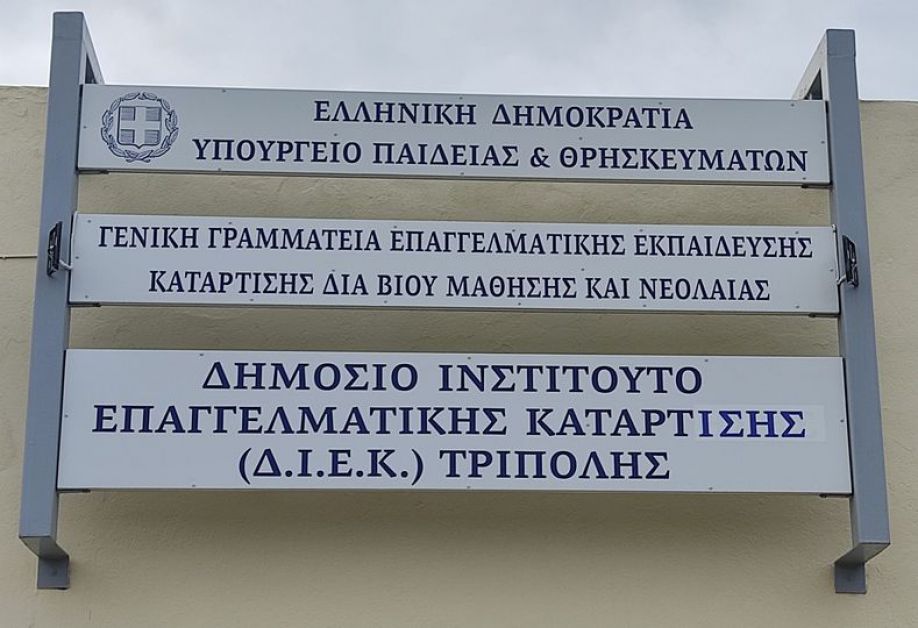 ΕΛΛΗΝΙΚΗ ΔΗΜΟΚΡΑΤΙΑ
ΥΠΟΥΡΓΕΙΟ ΠΑΙΔΕΙΑΣ & ΘΡΗΣΚΕΥΜΑΤΩΝ
ΓΕΝΙΚΗ ΓΡΑΜΜΑΤΕΙΑ ΕΠΑΓΓΕΛΜΑΤΙΚΗΣ ΕΚΠΑΙΔΕΥΣΗΣ
ΚΑΤΑΡΤΙΣΗΣ ΔΙΑ ΒΙΟΥ ΜΑΘΗΣΗΣ ΚΑΙ ΝΕΟΛΑΙΑΣ
ΔΗΜΟΣΙΟ ΙΝΣΤΙΤΟΥΤΟ
ΕΠΑΓΓΕΛΜΑΤΙΚΗΣ ΚΑΤΑΡΤΙΣΗΣ
(Δ.Ι.Ε.Κ.) ΤΡΙΠΟΛΗΣ